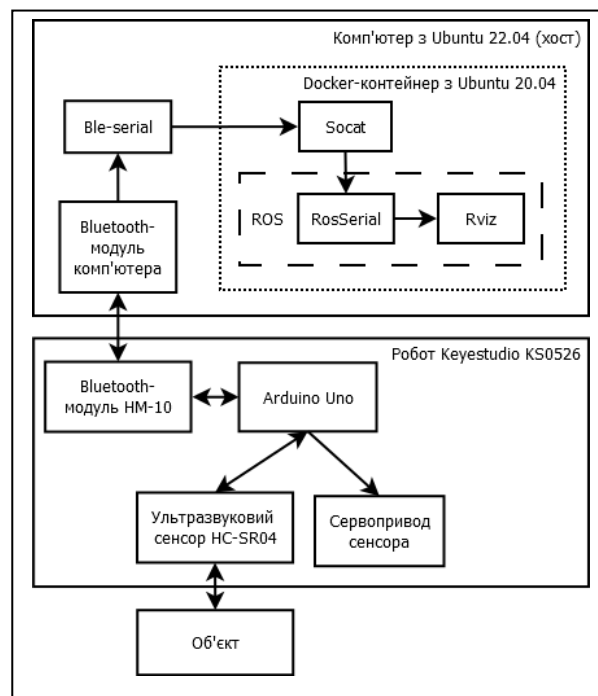 Комп'ютер з Ubuntu 22.04 (хост)
Docker-контейнер з Ubuntu 20.04
Ble-serial
Socat
ROS
RosSerial
Rviz
Bluetooth-
модуль
комп'ютера
Робот Keyestudio KS0526
Bluetooth-
модуль HM-10
Arduino Uno
Ультразвуковий
сенсор HC-SR04
Сервопривод
сенсора
Об'єкт